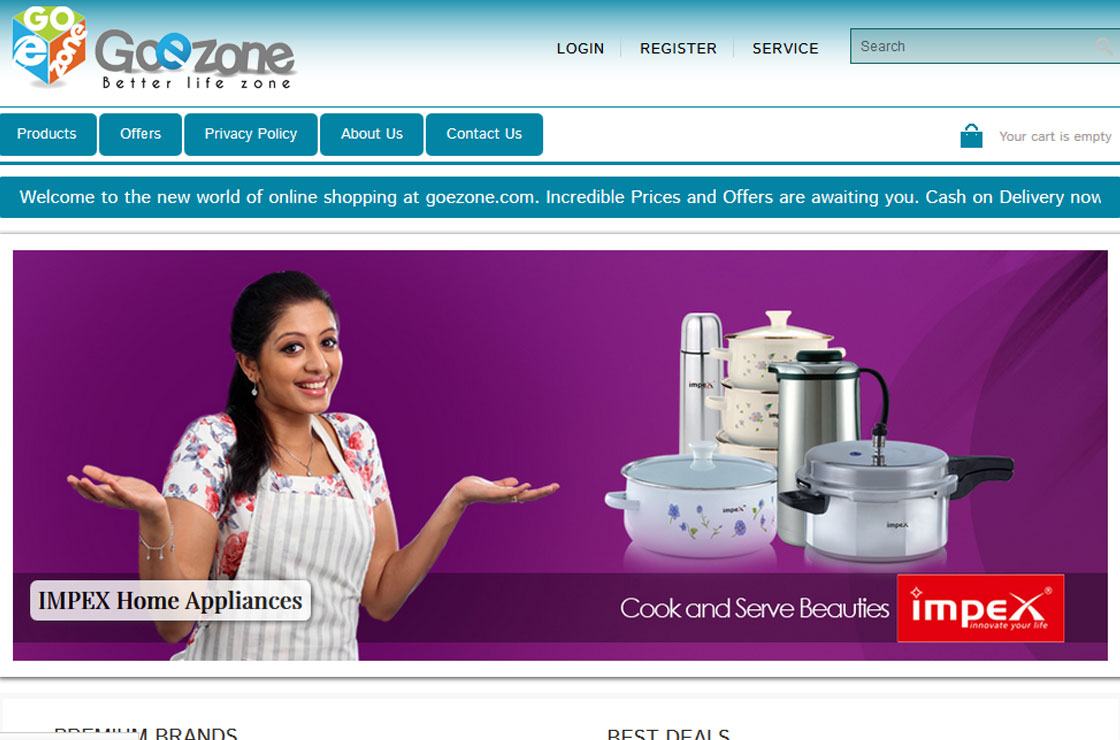 GO e zone
Goezone
Better life zone
LOGIN
REGISTER
SERVICE
Search
Products
Offers
Privacy Policy
About Us
Contact Us
Your cart is empty
Welcome to the new world of online shopping at goezone.com. Incredible Prices and Offers are awaiting you. Cash on Delivery now
impex
impex
impex
IMPEX Home Appliances
Cook and Serve Beauties
impex®
innovate your life
PREMIUM BRANDS
BEST DEALS